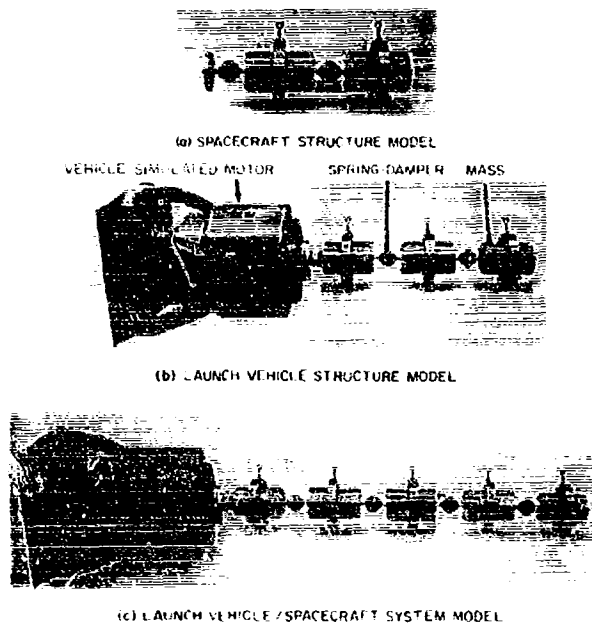 (a) SPACECRAFT STRUCTURE MODEL
VEHICLE SIMULATED MOTOR SPRING-DAMPER MASS
(b) LAUNCH VEHICLE STRUCTURE MODEL
(c) LAUNCH VEHICLE/SPACECRAFT SYSTEM MODEL